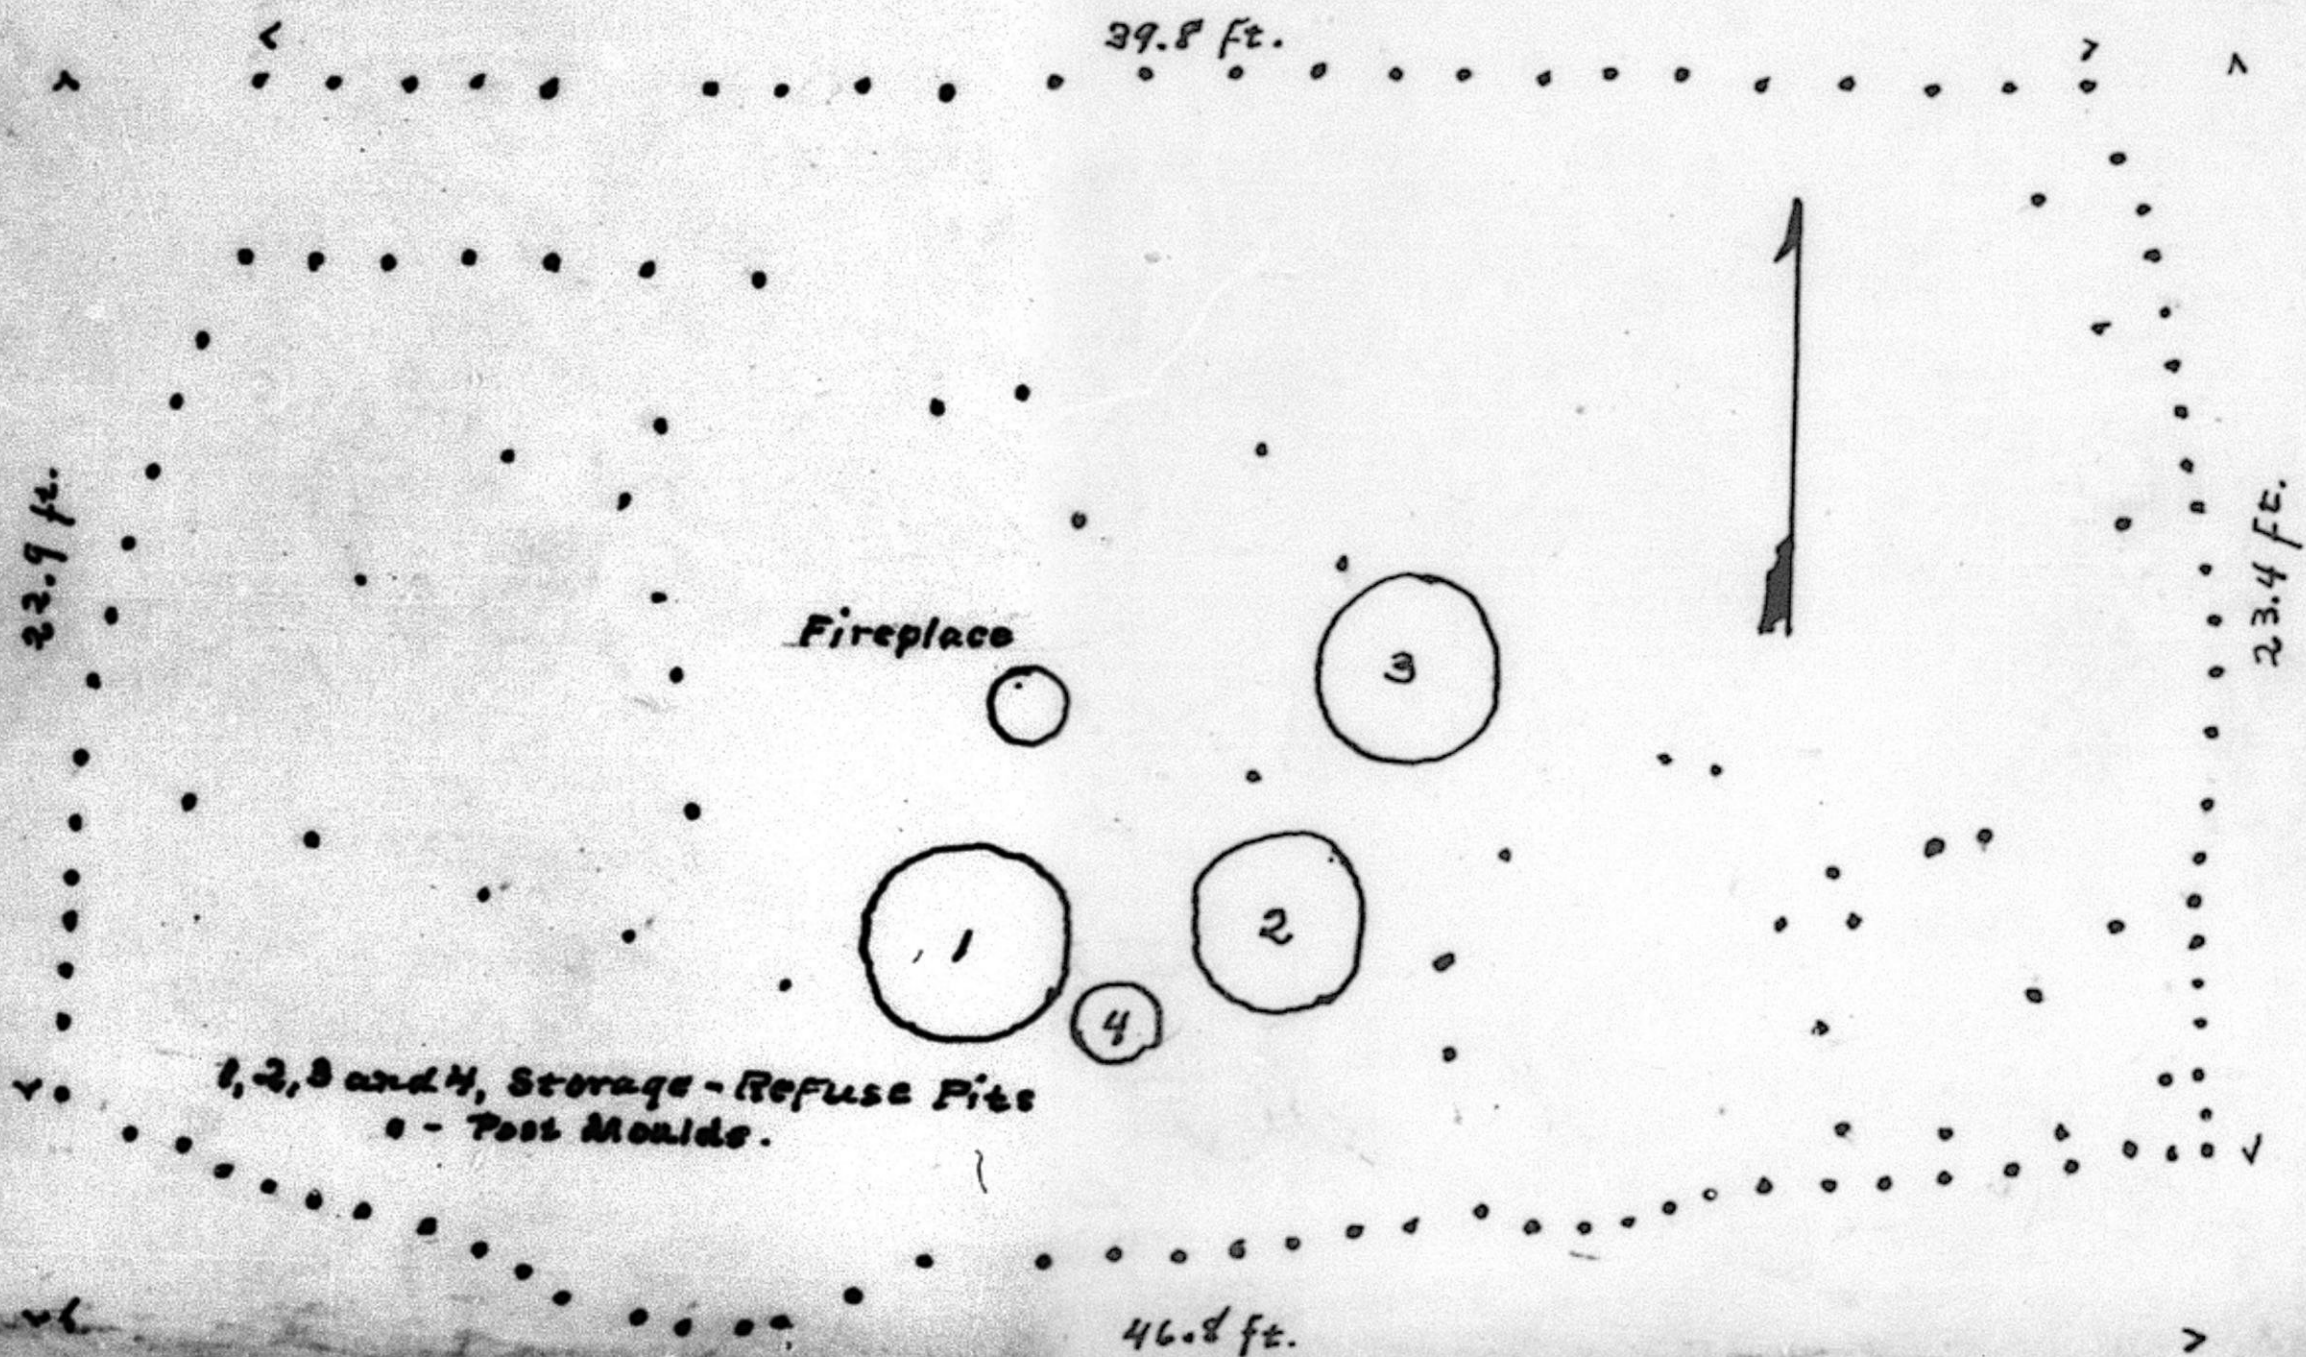 39.8 ft.
22.9 ft.
23.4 ft.
Fireplace
3
1
2
4
1, 2, 3 and 4, Storage - Refuse Pits
- Post Moulds.
46.8 ft.